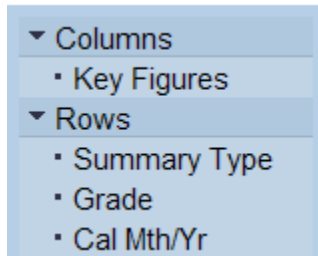 Columns
Key Figures
Rows
Summary Type
Grade
Cal Mth/Yr